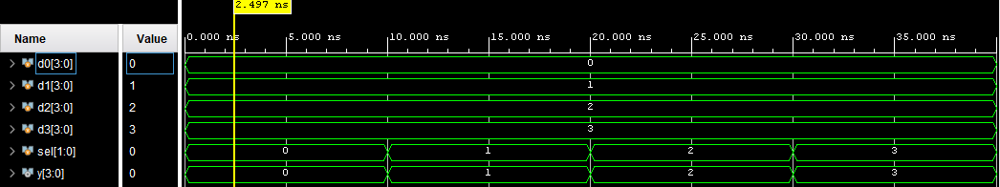 2.497 ns
Name Value 0.000 ns 5.000 ns 10.000 ns 15.000 ns 20.000 ns 25.000 ns 30.000 ns 35.000 ns
d0[3:0] 0 0
d1[3:0] 1 1
d2[3:0] 2 2
d3[3:0] 3 3
sel[1:0] 0 0 1 2 3
y[3:0] 0 0 1 2 3